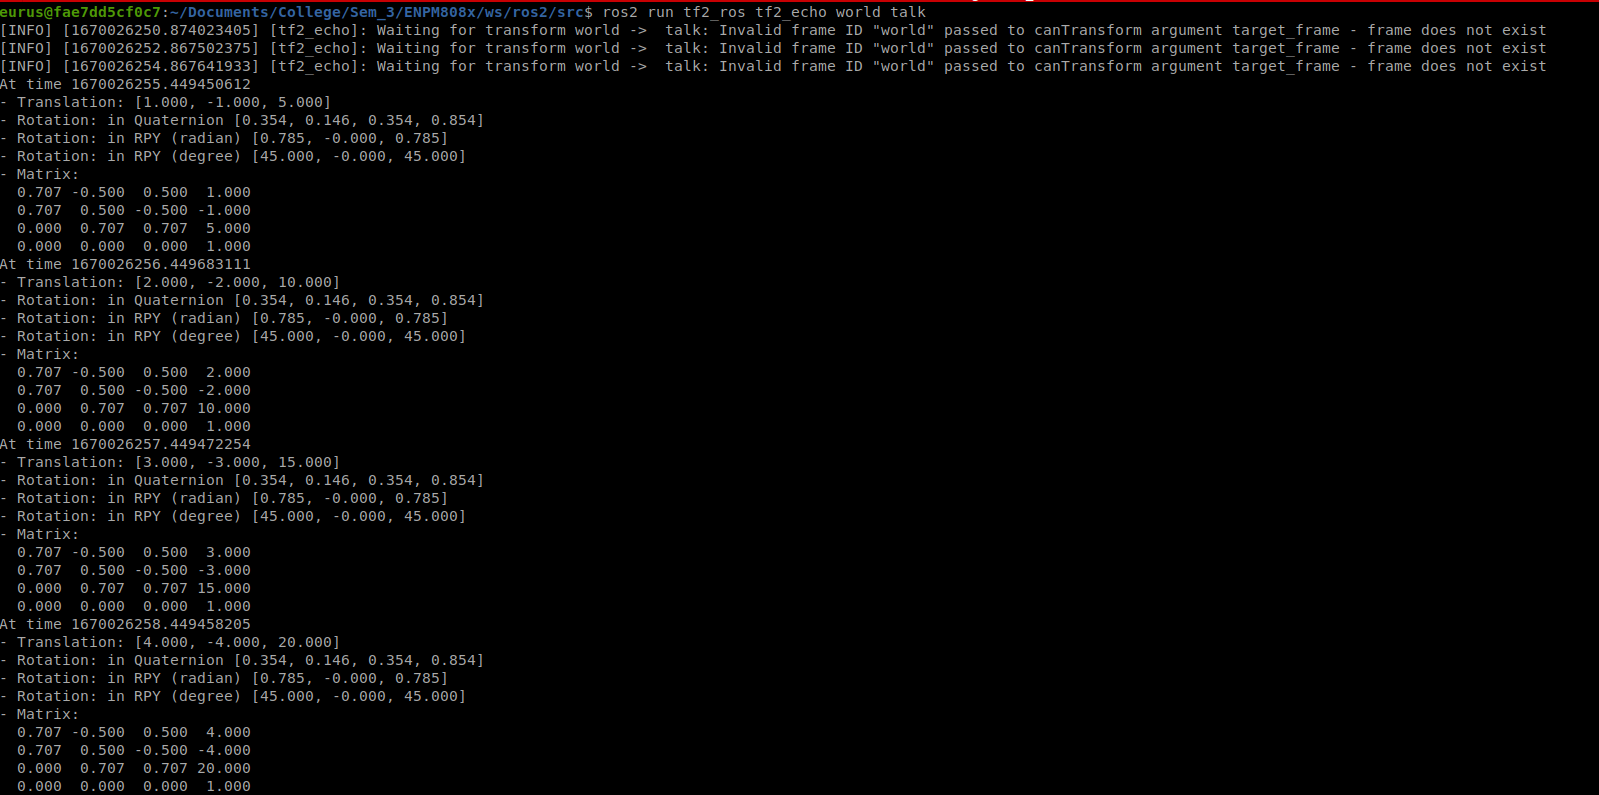 eurus@fae7dd5cf0c7:~/Documents/College/Sem_3/ENPM808x/ws/ros2/src$ ros2 run tf2_ros tf2_echo world talk
[INFO] [1670026250.874023405] [tf2_echo]: Waiting for transform world ->  talk: Invalid frame ID "world" passed to canTransform argument target_frame - frame does not exist
[INFO] [1670026252.867502375] [tf2_echo]: Waiting for transform world ->  talk: Invalid frame ID "world" passed to canTransform argument target_frame - frame does not exist
[INFO] [1670026254.867641933] [tf2_echo]: Waiting for transform world ->  talk: Invalid frame ID "world" passed to canTransform argument target_frame - frame does not exist
At time 1670026255.449450612
- Translation: [1.000, -1.000, 5.000]
- Rotation: in Quaternion [0.354, 0.146, 0.354, 0.854]
- Rotation: in RPY (radian) [0.785, -0.000, 0.785]
- Rotation: in RPY (degree) [45.000, -0.000, 45.000]
- Matrix:
  0.707 -0.500  0.500  1.000
  0.707  0.500 -0.500 -1.000
  0.000  0.707  0.707  5.000
  0.000  0.000  0.000  1.000
At time 1670026256.449683111
- Translation: [2.000, -2.000, 10.000]
- Rotation: in Quaternion [0.354, 0.146, 0.354, 0.854]
- Rotation: in RPY (radian) [0.785, -0.000, 0.785]
- Rotation: in RPY (degree) [45.000, -0.000, 45.000]
- Matrix:
  0.707 -0.500  0.500  2.000
  0.707  0.500 -0.500 -2.000
  0.000  0.707  0.707 10.000
  0.000  0.000  0.000  1.000
At time 1670026257.449472254
- Translation: [3.000, -3.000, 15.000]
- Rotation: in Quaternion [0.354, 0.146, 0.354, 0.854]
- Rotation: in RPY (radian) [0.785, -0.000, 0.785]
- Rotation: in RPY (degree) [45.000, -0.000, 45.000]
- Matrix:
  0.707 -0.500  0.500  3.000
  0.707  0.500 -0.500 -3.000
  0.000  0.707  0.707 15.000
  0.000  0.000  0.000  1.000
At time 1670026258.449458205
- Translation: [4.000, -4.000, 20.000]
- Rotation: in Quaternion [0.354, 0.146, 0.354, 0.854]
- Rotation: in RPY (radian) [0.785, -0.000, 0.785]
- Rotation: in RPY (degree) [45.000, -0.000, 45.000]
- Matrix:
  0.707 -0.500  0.500  4.000
  0.707  0.500 -0.500 -4.000
  0.000  0.707  0.707 20.000
  0.000  0.000  0.000  1.000